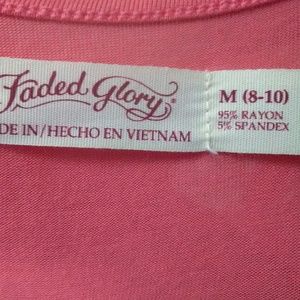 Faded Glory®
DE IN/HECHO EN VIETNAM
M (8-10)
95% RAYON
5% SPANDEX